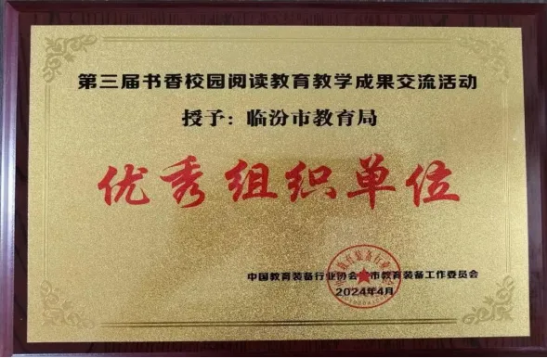 第三届书香校园阅读教育教学成果交流活动
授予：临汾市教育局
优秀组织单位
中国教育装备行业协会 市教育装备工作委员会
2024年4月